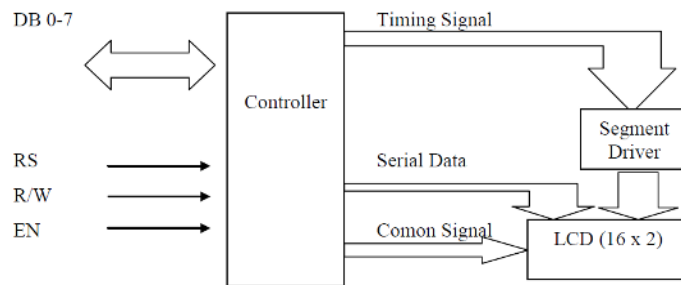 DB 0-7
Timing Signal
Controller
Segment
Driver
RS
Serial Data
R/W
EN
Comon Signal
LCD (16 x 2)